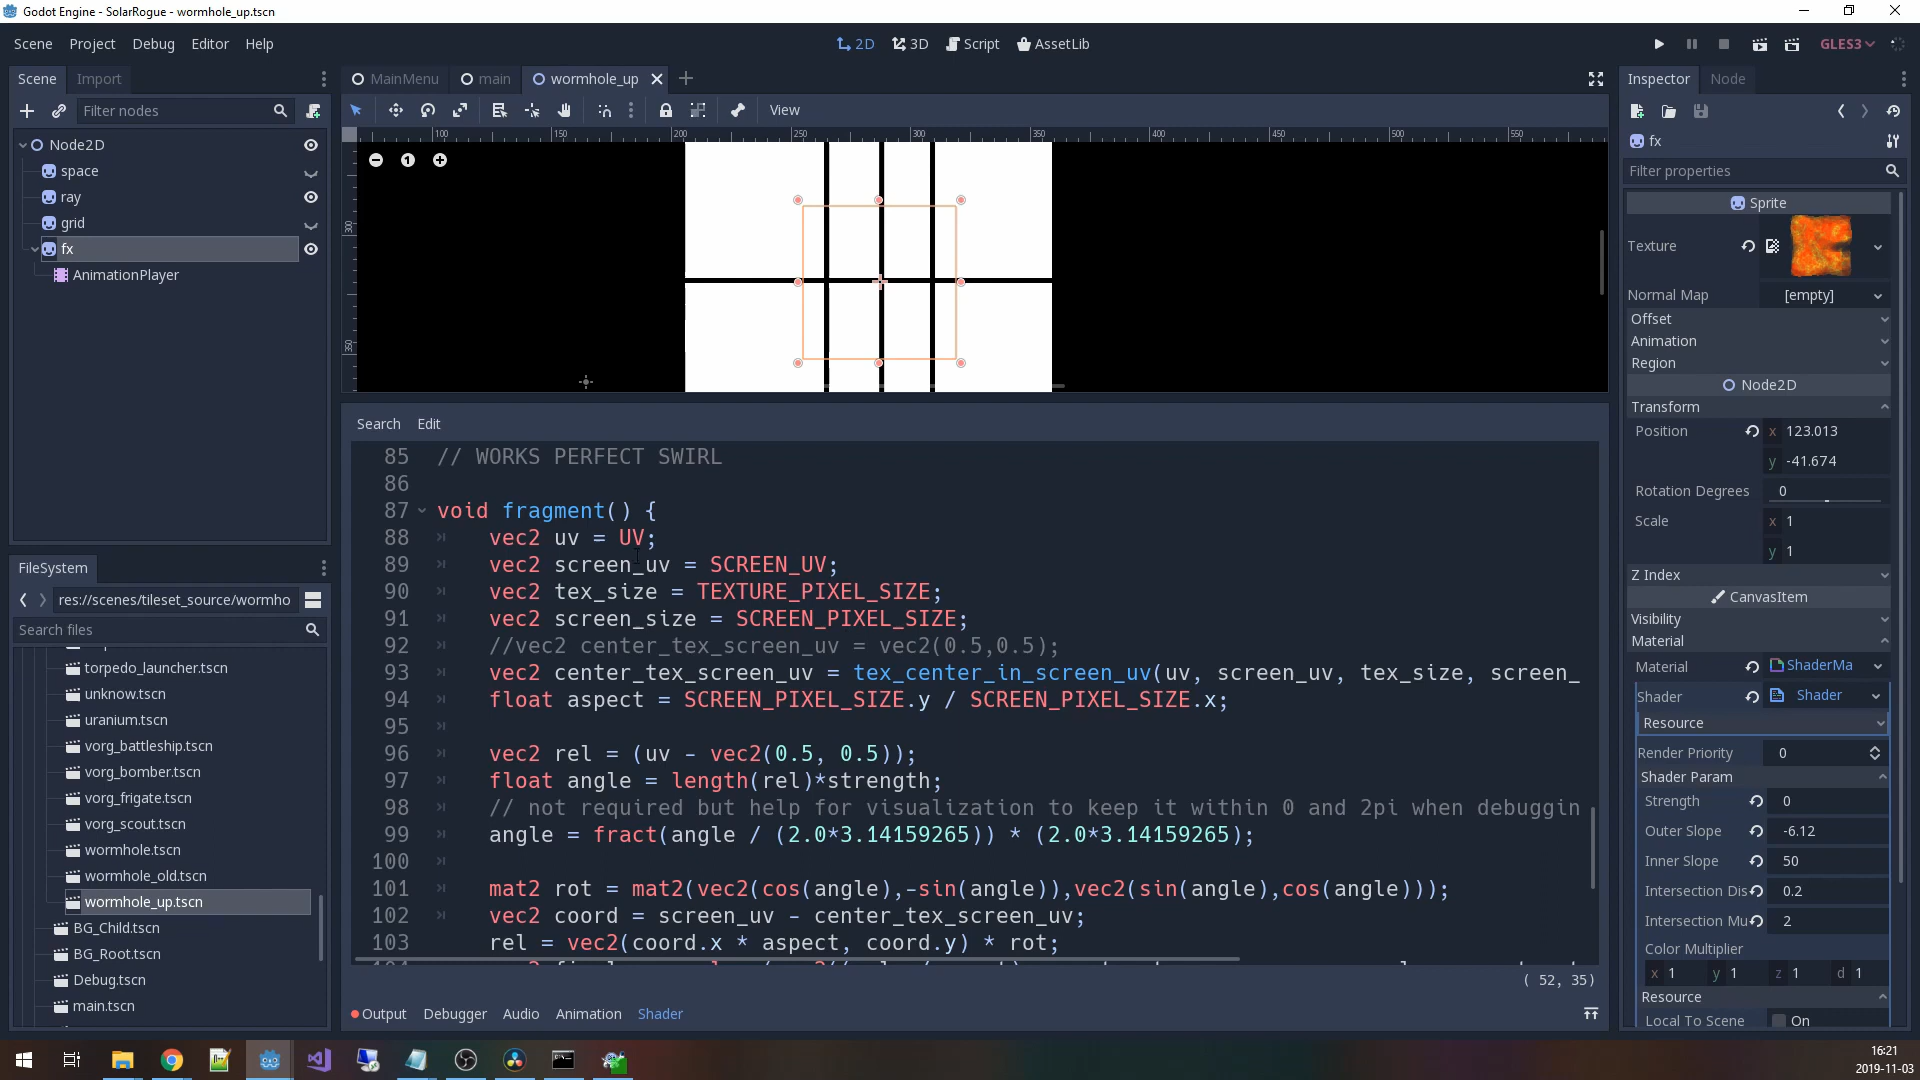 Godot Engine - SolarRogue - wormhole_up.tscn
Scene Project Debug Editor Help
2D 3D Script AssetLib
GLES3
Scene Import
Filter nodes
Node2D
space
ray
grid
fx
AnimationPlayer
FileSystem
res://scenes/tileset_source/wormho
Search files
torpedo_launcher.tscn
unknow.tscn
uranium.tscn
vorg_battleship.tscn
vorg_bomber.tscn
vorg_frigate.tscn
vorg_scout.tscn
wormhole.tscn
wormhole_old.tscn
wormhole_up.tscn
BG_Child.tscn
BG_Root.tscn
Debug.tscn
main.tscn
MainMenu main wormhole_up
View
100 150 200 250 300 350 400 450 500 550
300
350
1
Search Edit
85 // WORKS PERFECT SWIRL
86
87 void fragment() {
88 vec2 uv = UV;
89 vec2 screen_uv = SCREEN_UV;
90 vec2 tex_size = TEXTURE_PIXEL_SIZE;
91 vec2 screen_size = SCREEN_PIXEL_SIZE;
92 //vec2 center_tex_screen_uv = vec2(0.5,0.5);
93 vec2 center_tex_screen_uv = tex_center_in_screen_uv(uv, screen_uv, tex_size, screen_
94 float aspect = SCREEN_PIXEL_SIZE.y / SCREEN_PIXEL_SIZE.x;
95
96 vec2 rel = (uv - vec2(0.5, 0.5));
97 float angle = length(rel)*strength;
98 // not required but help for visualization to keep it within 0 and 2pi when debuggin
99 angle = fract(angle / (2.0*3.14159265)) * (2.0*3.14159265);
100
101 mat2 rot = mat2(vec2(cos(angle),-sin(angle)),vec2(sin(angle),cos(angle)));
102 vec2 coord = screen_uv - center_tex_screen_uv;
103 rel = vec2(coord.x * aspect, coord.y) * rot;
( 52, 35)
Output Debugger Audio Animation Shader
Inspector Node
fx
Filter properties
Sprite
Texture
Normal Map [empty]
Offset
Animation
Region
Node2D
Transform
Position x 123.013
y -41.674
Rotation Degrees 0
Scale x 1
y 1
Z Index
CanvasItem
Visibility
Material
Material ShaderMa
Shader Shader
Resource
Render Priority 0
Shader Param
Strength 0
Outer Slope -6.12
Inner Slope 50
Intersection Dis 0.2
Intersection Mu 2
Color Multiplier
x 1 y 1 z 1 d 1
Resource
Local To Scene On
16:21
2019-11-03